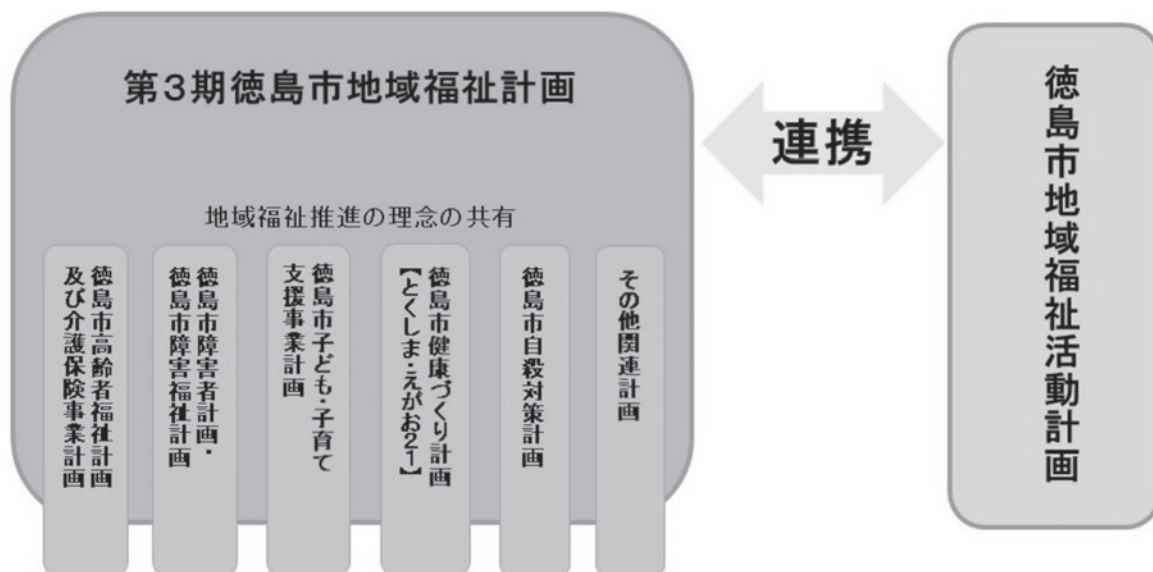 第3期徳島市地域福祉計画
連携
徳島市地域福祉活動計画
地域福祉推進の理念の共有
徳島市高齢者福祉計画
及び介護保険事業計画
徳島市障害者計画・
徳島市障害福祉計画
徳島市子ども・子育て
支援事業計画
徳島市健康づくり計画
【とくしま・えがお21】
徳島市自殺対策計画
その他関連計画